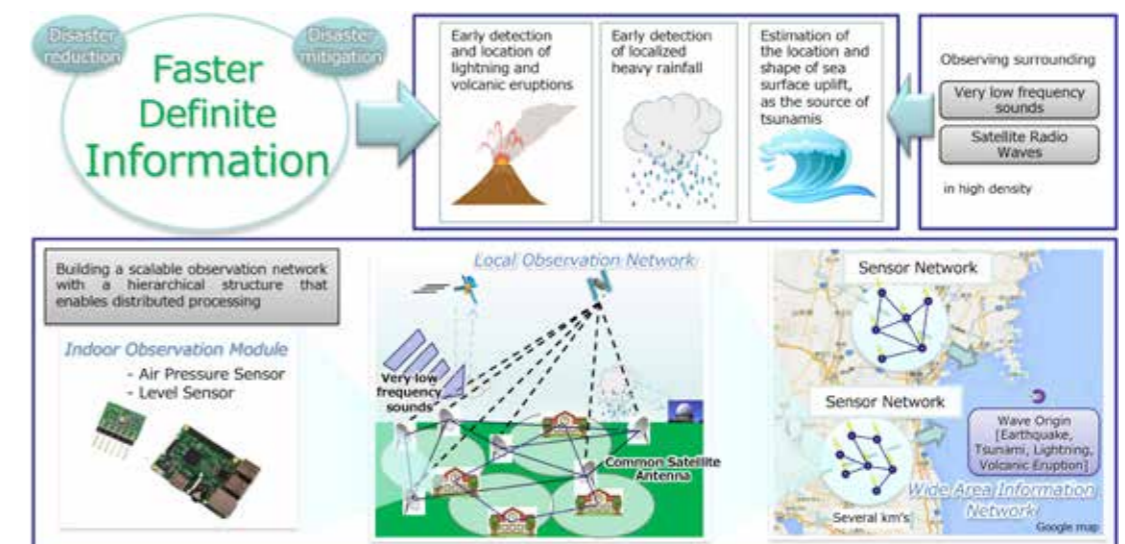 Disaster
reduction
Disaster
mitigation
Faster
Definite
Information
Early detection
and location of
lightning and
volcanic eruptions
Early detection
of localized
heavy rainfall
Estimation of
the location and
shape of sea
surface uplift,
as the source of
tsunamis
Observing surrounding
Very low frequency
sounds
Satellite Radio
Waves
in high density
Building a scalable observation network
with a hierarchical structure that
enables distributed processing
Indoor Observation Module
- Air Pressure Sensor
- Level Sensor
Local Observation Network
Very low
frequency
sounds
Common Satellite
Antenna
Sensor Network
Sensor Network
Wave Origin
[Earthquake,
Tsunami, Lightning,
Volcanic Eruption]
Wide Area Information
Network
Several km's
Google map